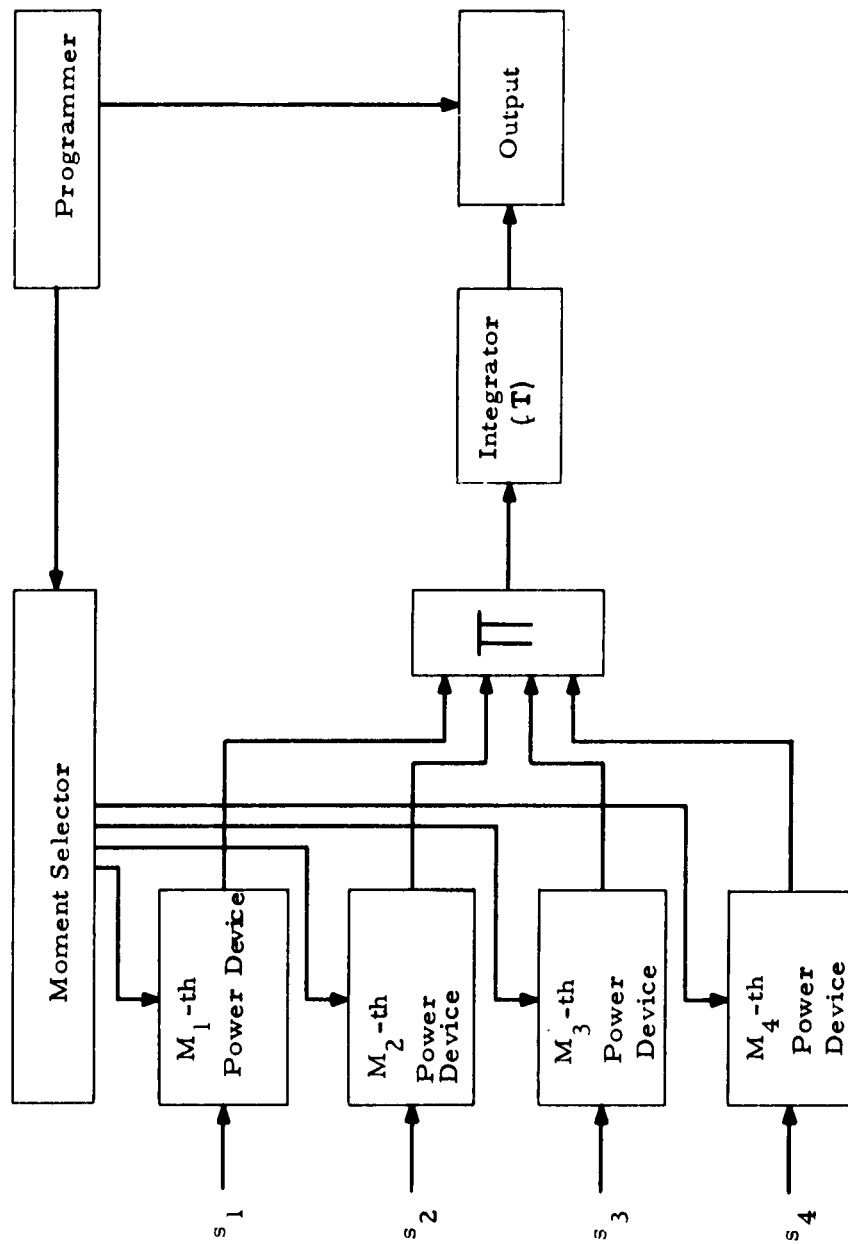 Moment Selector
Programmer
s1
M1-th
Power Device
s2
M2-th
Power
Device
s3
M3-th
Power
Device
s4
M4-th
Power
Device
Π
Integrator
(T)
Output